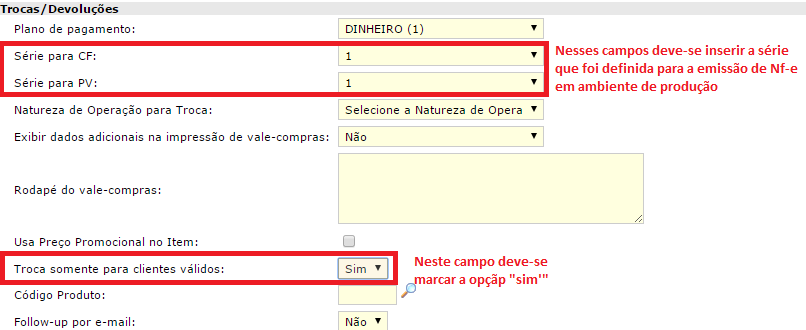 Trocas/Devoluções
Plano de pagamento: DINHEIRO (1)
Série para CF: 1
Série para PV: 1
Nesses campos deve-se inserir a série
que foi definida para a emissão de Nf-e
em ambiente de produção
Natureza de Operação para Troca: Selecione a Natureza de Opera
Exibir dados adicionais na impressão de vale-compras: Não
Rodapé do vale-compras:
Usa Preço Promocional no Item:
Troca somente para clientes válidos: Sim
Neste campo deve-se
marcar a opçãp "sim'"
Código Produto:
Follow-up por e-mail: Não